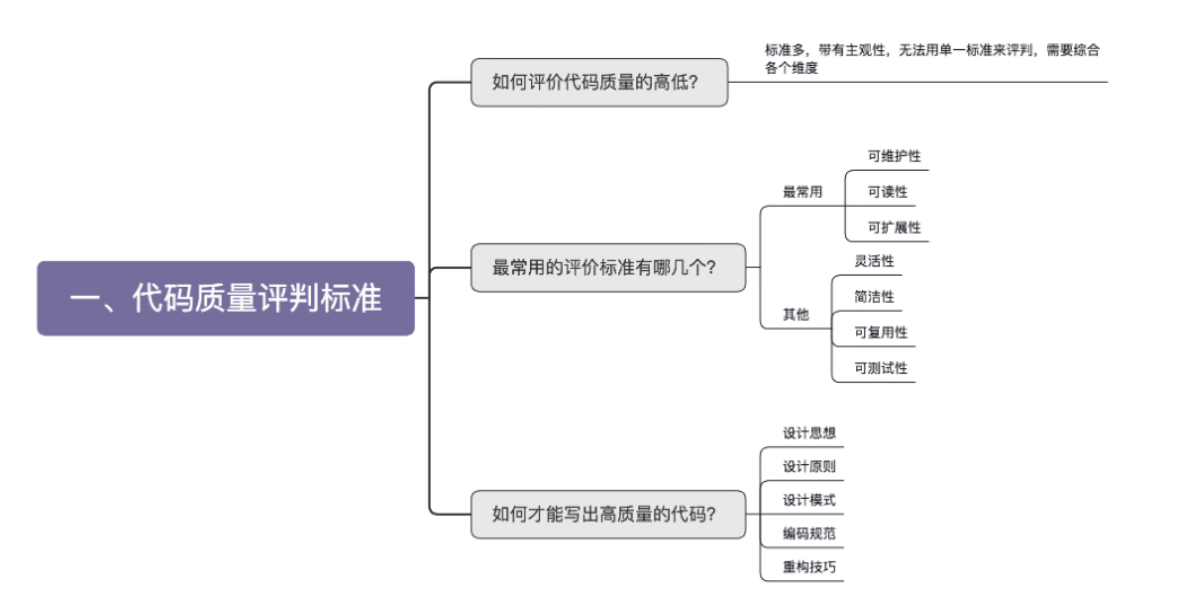 一、代码质量评判标准
如何评价代码质量的高低?
标准多，带有主观性，无法用单一标准来评判，需要综合
各个维度
最常用的评价标准有哪几个?
最常用
可维护性
可读性
可扩展性
其他
灵活性
简洁性
可复用性
可测试性
如何才能写出高质量的代码?
设计思想
设计原则
设计模式
编码规范
重构技巧